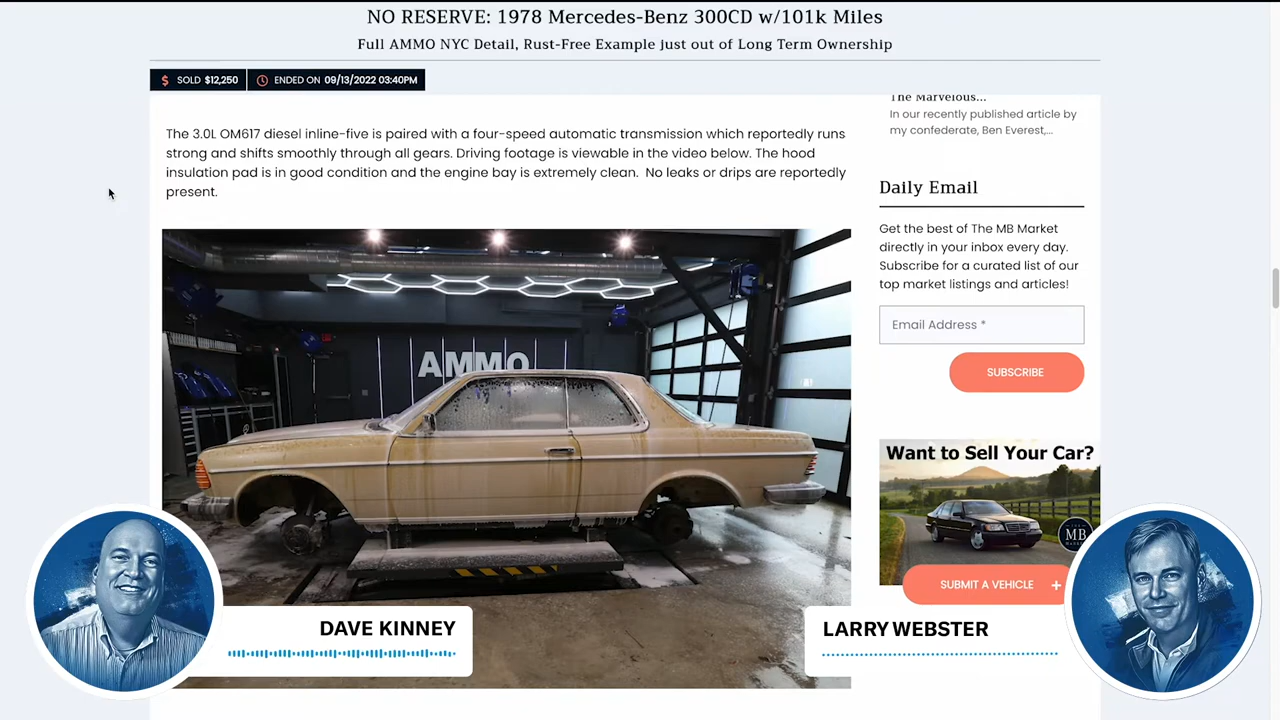 NO RESERVE: 1978 Mercedes-Benz 300CD w/101k Miles
Full AMMO NYC Detail, Rust-Free Example just out of Long Term Ownership
SOLD $12,250
ENDED ON 09/13/2022 03:40PM
The 3.0L OM617 diesel inline-five is paired with a four-speed automatic transmission which reportedly runs
strong and shifts smoothly through all gears. Driving footage is viewable in the video below. The hood
insulation pad is in good condition and the engine bay is extremely clean. No leaks or drips are reportedly
present.
AMMO
The Marvelous...
In our recently published article by
my confederate, Ben Everest,...
Daily Email
Get the best of The MB Market
directly in your inbox every day.
Subscribe for a curated list of our
top market listings and articles!
Email Address *
SUBSCRIBE
Want to Sell Your Car?
MB
SUBMIT A VEHICLE +
DAVE KINNEY
LARRY WEBSTER